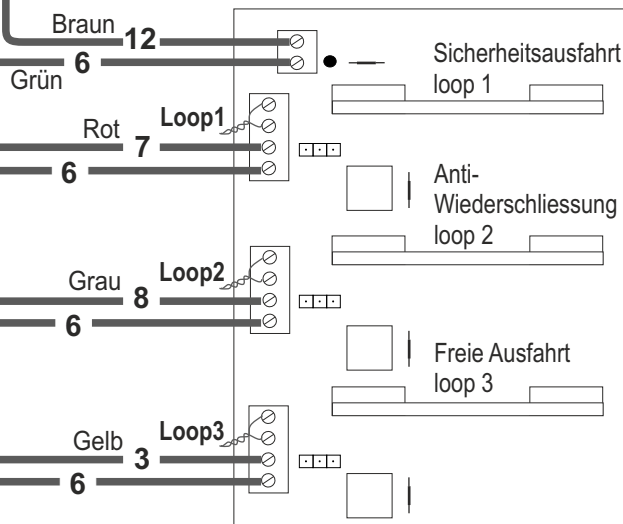 Braun 12
6
Grün
Sicherheitsausfahrt
loop 1
Loop1
Rot 7
6
Anti-
Wiederschliessung
loop 2
Loop2
Grau 8
6
Freie Ausfahrt
loop 3
Loop3
Gelb 3
6